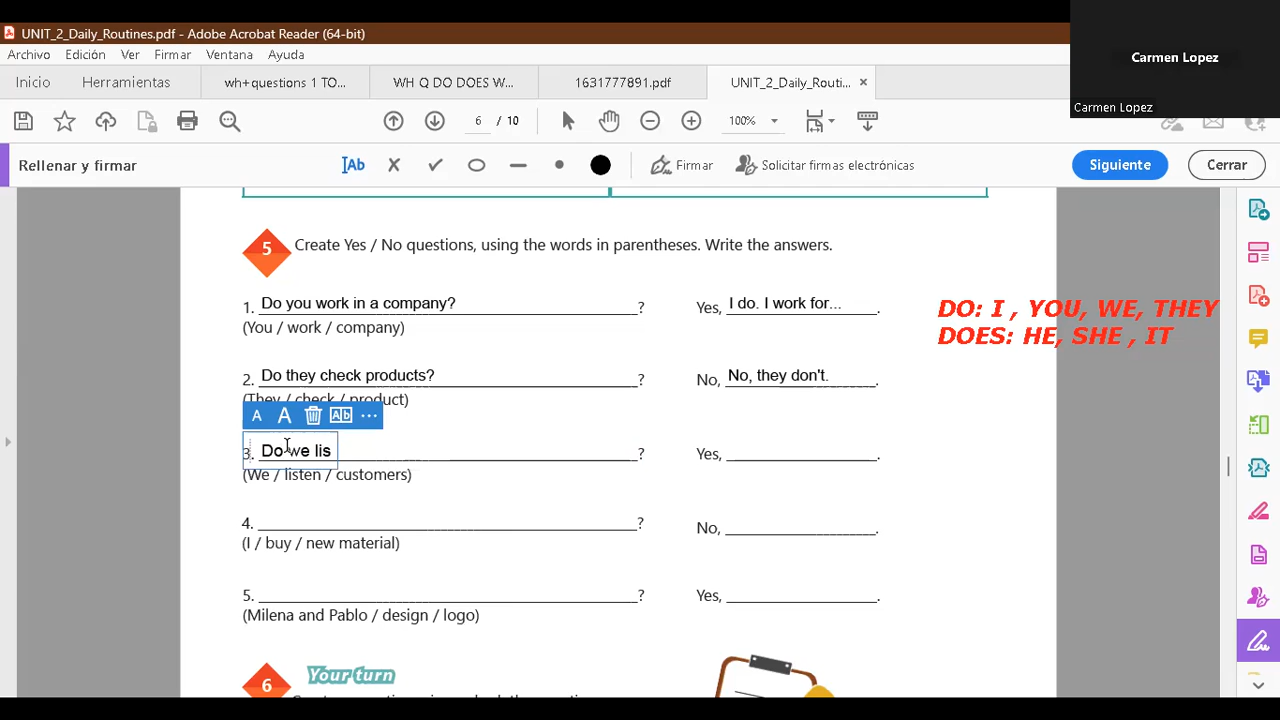 UNIT_2_Daily_Routines.pdf - Adobe Acrobat Reader (64-bit)
Carmen Lopez
Carmen Lopez
Archivo Edición Ver Firmar Ventana Ayuda
Inicio Herramientas wh+questions 1 TO... WH Q DO DOES W... 1631777891.pdf UNIT_2_Daily_Routi... ×
6 / 10 100%
Rellenar y firmar Ab Firmar Solicitar firmas electrónicas Siguiente Cerrar
5 Create Yes / No questions, using the words in parentheses. Write the answers.
1. Do you work in a company? ? Yes, I do. I work for... .
(You / work / company)
DO: I , YOU, WE, THEY
DOES: HE, SHE , IT
2. Do they check products? ? No, No, they don't. .
(They / check / product)
A A Ab ...
3. Do we lis ? Yes, .
(We / listen / customers)
4. ? No, .
(I / buy / new material)
5. ? Yes, .
(Milena and Pablo / design / logo)
6 Your turn